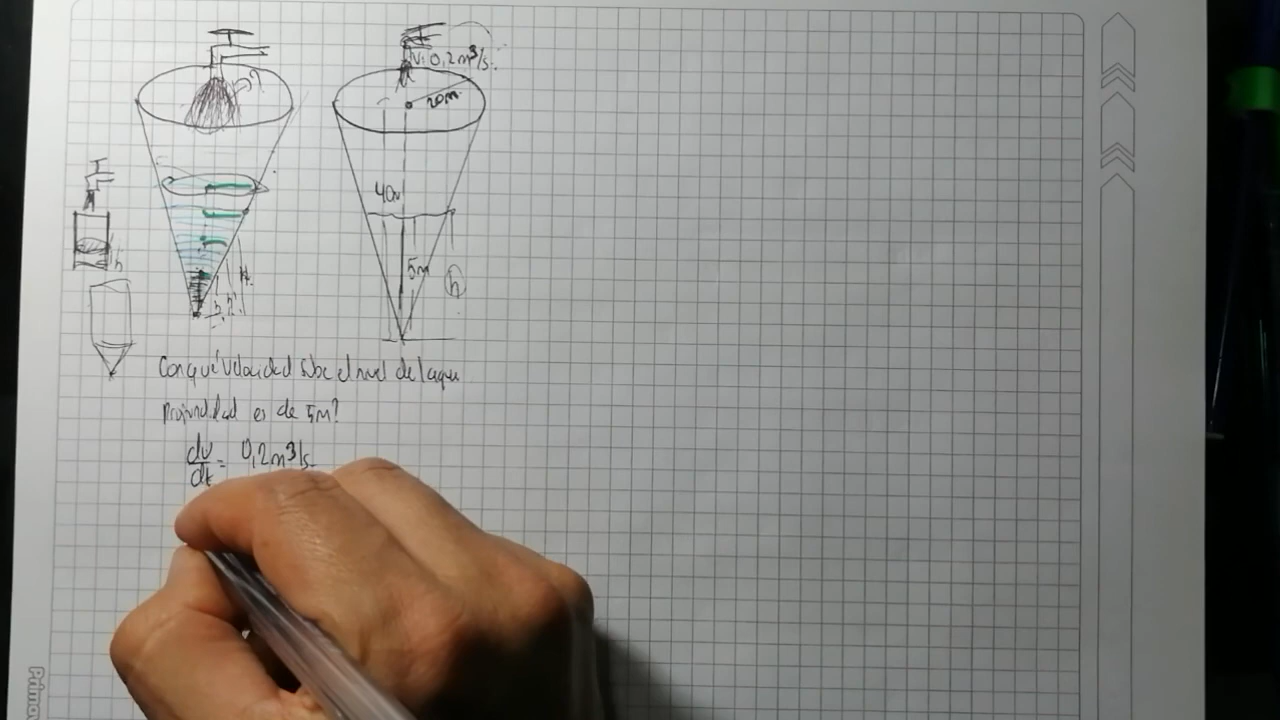 V: 0,2m³/s.
20m.
40m
5m
h
H
h
Con qué Velocidad Sube el nivel del agua
profundidad es de 5m?
dv/dt = 0,2m³/s